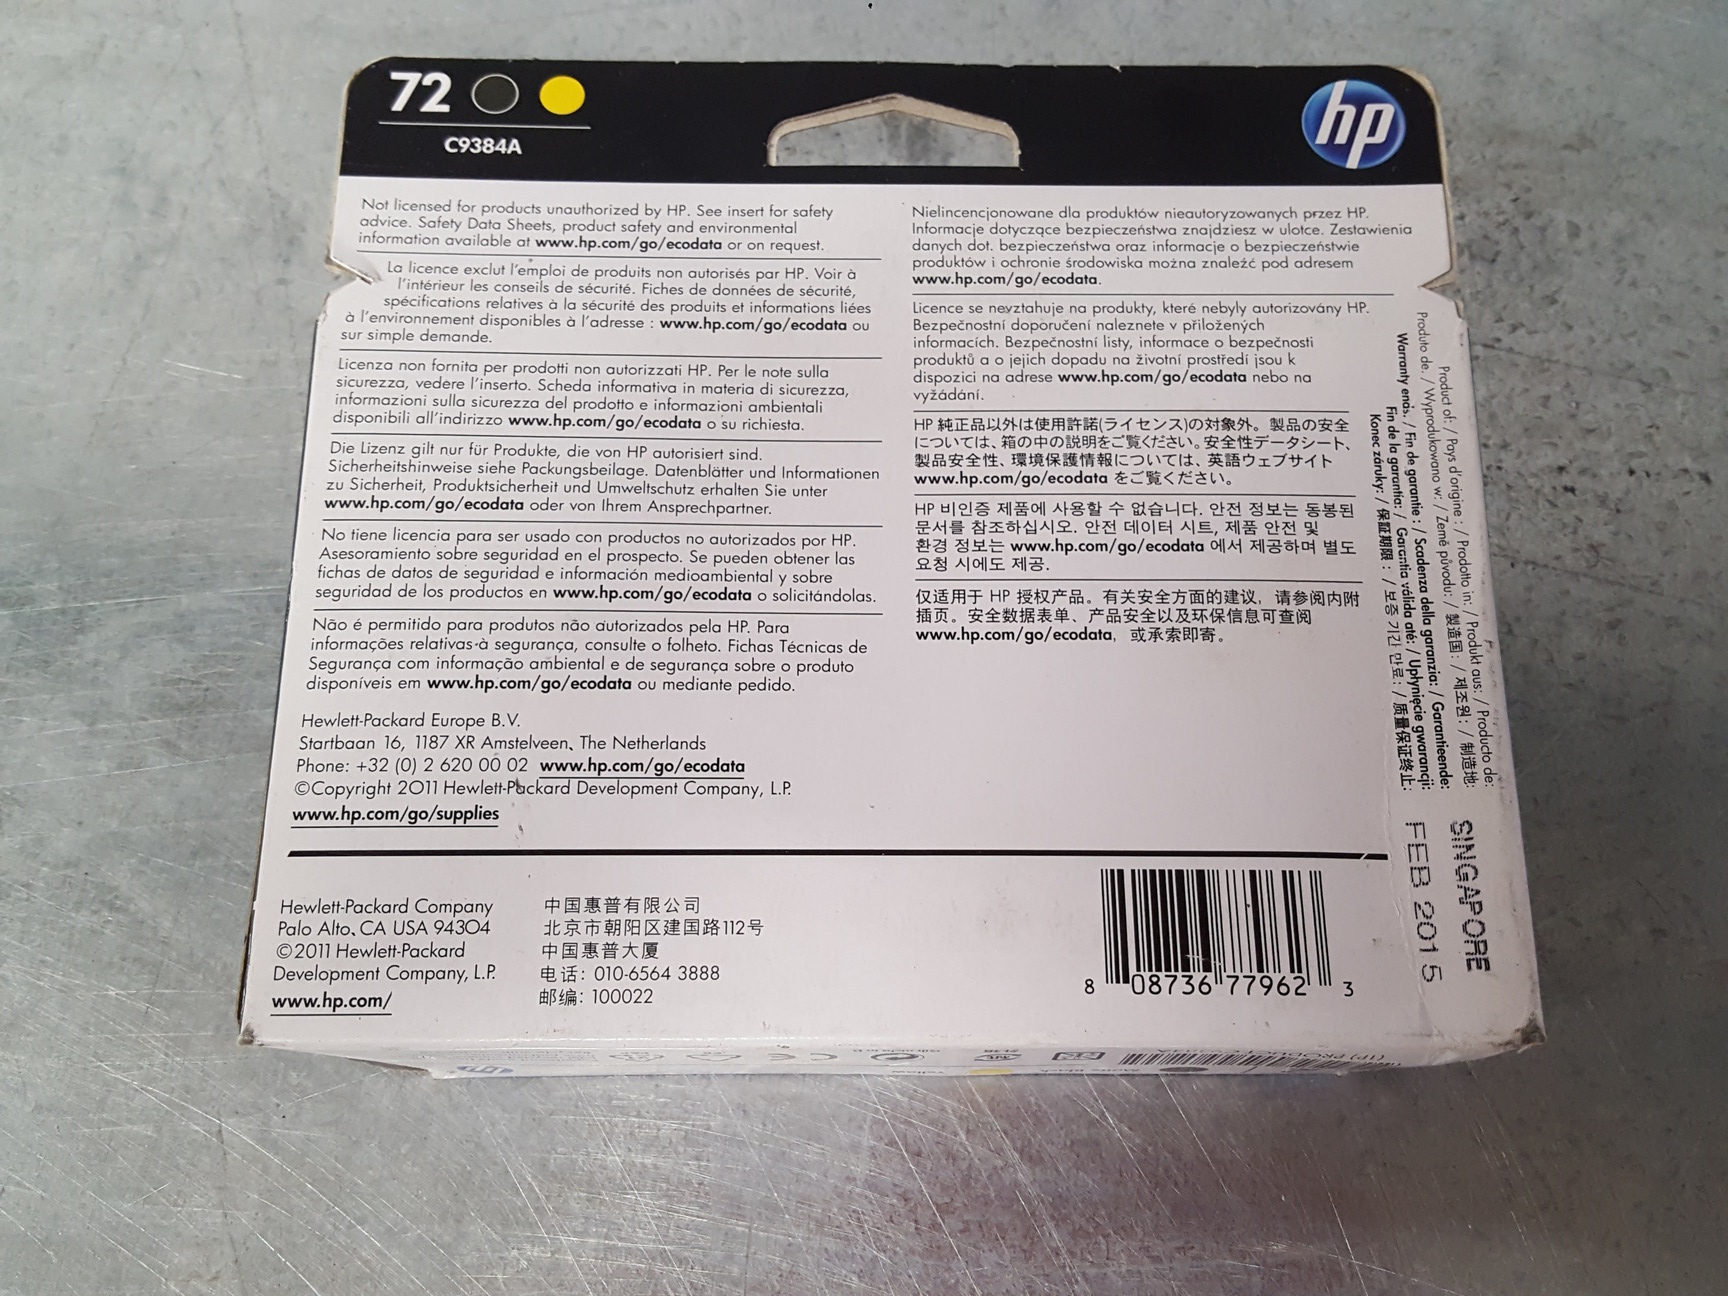 72
C9384A
hp
Not licensed for products unauthorized by HP. See insert for safety
advice. Safety Data Sheets, product safety and environmental
information available at www.hp.com/go/ecodata or on request.
La licence exclut l'emploi de produits non autorisés par HP. Voir à
l'intérieur les conseils de sécurité. Fiches de données de sécurité,
spécifications relatives à la sécurité des produits et informations liées
à l'environnement disponibles à l'adresse : www.hp.com/go/ecodata ou
sur simple demande.
Licenza non fornita per prodotti non autorizzati HP. Per le note sulla
sicurezza, vedere l'inserto. Scheda informativa in materia di sicurezza,
informazioni sulla sicurezza del prodotto e informazioni ambientali
disponibili all'indirizzo www.hp.com/go/ecodata o su richiesta.
Die Lizenz gilt nur für Produkte, die von HP autorisiert sind.
Sicherheitshinweise siehe Packungsbeilage. Datenblätter und Informationen
zu Sicherheit, Produktsicherheit und Umweltschutz erhalten Sie unter
www.hp.com/go/ecodata oder von Ihrem Ansprechpartner.
No tiene licencia para ser usado con productos no autorizados por HP.
Asesoramiento sobre seguridad en el prospecto. Se pueden obtener las
fichas de datos de seguridad e información medioambiental y sobre
seguridad de los productos en www.hp.com/go/ecodata o solicitándolas.
Não é permitido para produtos não autorizados pela HP. Para
informações relativas à segurança, consulte o folheto. Fichas Técnicas de
Segurança com informação ambiental e de segurança sobre o produto
disponíveis em www.hp.com/go/ecodata ou mediante pedido.
Hewlett-Packard Europe B.V.
Startbaan 16, 1187 XR Amstelveen, The Netherlands
Phone: +32 (0) 2 620 00 02 www.hp.com/go/ecodata
©Copyright 2011 Hewlett-Packard Development Company, L.P.
www.hp.com/go/supplies
Nielincencjonowane dla produktów nieautoryzowanych przez HP.
Informacje dotyczące bezpieczeństwa znajdziesz w ulotce. Zestawienia
danych dot. bezpieczeństwa oraz informacje o bezpieczeństwie
produktów i ochronie środowiska można znaleźć pod adresem
www.hp.com/go/ecodata.
Licence se nevztahuje na produkty, které nebyly autorizovány HP.
Bezpečnostní doporučení naleznete v přiložených
informacích. Bezpečnostní listy, informace o bezpečnosti
produktů a o jejich dopadu na životní prostředí jsou k
dispozici na adrese www.hp.com/go/ecodata nebo na
vyžádání.
HP 純正品以外は使用許諾(ライセンス)の対象外。製品の安全
については、箱の中の説明をご覧ください。安全性データシート、
製品安全性、環境保護情報については、英語ウェブサイト
www.hp.com/go/ecodata をご覧ください。
HP 비인증 제품에 사용할 수 없습니다. 안전 정보는 동봉된
문서를 참조하십시오. 안전 데이터 시트, 제품 안전 및
환경 정보는 www.hp.com/go/ecodata 에서 제공하며 별도
요청 시에도 제공.
仅适用于 HP 授权产品。有关安全方面的建议，请参阅内附
插页。安全数据表单、产品安全以及环保信息可查阅
www.hp.com/go/ecodata，或承索即寄。
Product of: / Pays d'origine : / Prodotto in: / Produkt aus: / Producto de:
Produto de: / Wyprodukowano w: / Země původu: / 製造国: / 제조원: / 制造地:
Warranty ends: / Fin de garantie : / Scadenza della garanzia: / Garantieende:
Fin de la garantía: / Garantia válida até: / Upłynięcie gwarancji:
Konec záruky: / 保証期限 : / 보증 기간 만료: / 质量保证终止:
SINGAPORE
FEB 2015
Hewlett-Packard Company
Palo Alto, CA USA 94304
©2011 Hewlett-Packard
Development Company, L.P.
www.hp.com/
中国惠普有限公司
北京市朝阳区建国路112号
中国惠普大厦
电话: 010-6564 3888
邮编: 100022
8 08736 77962 3